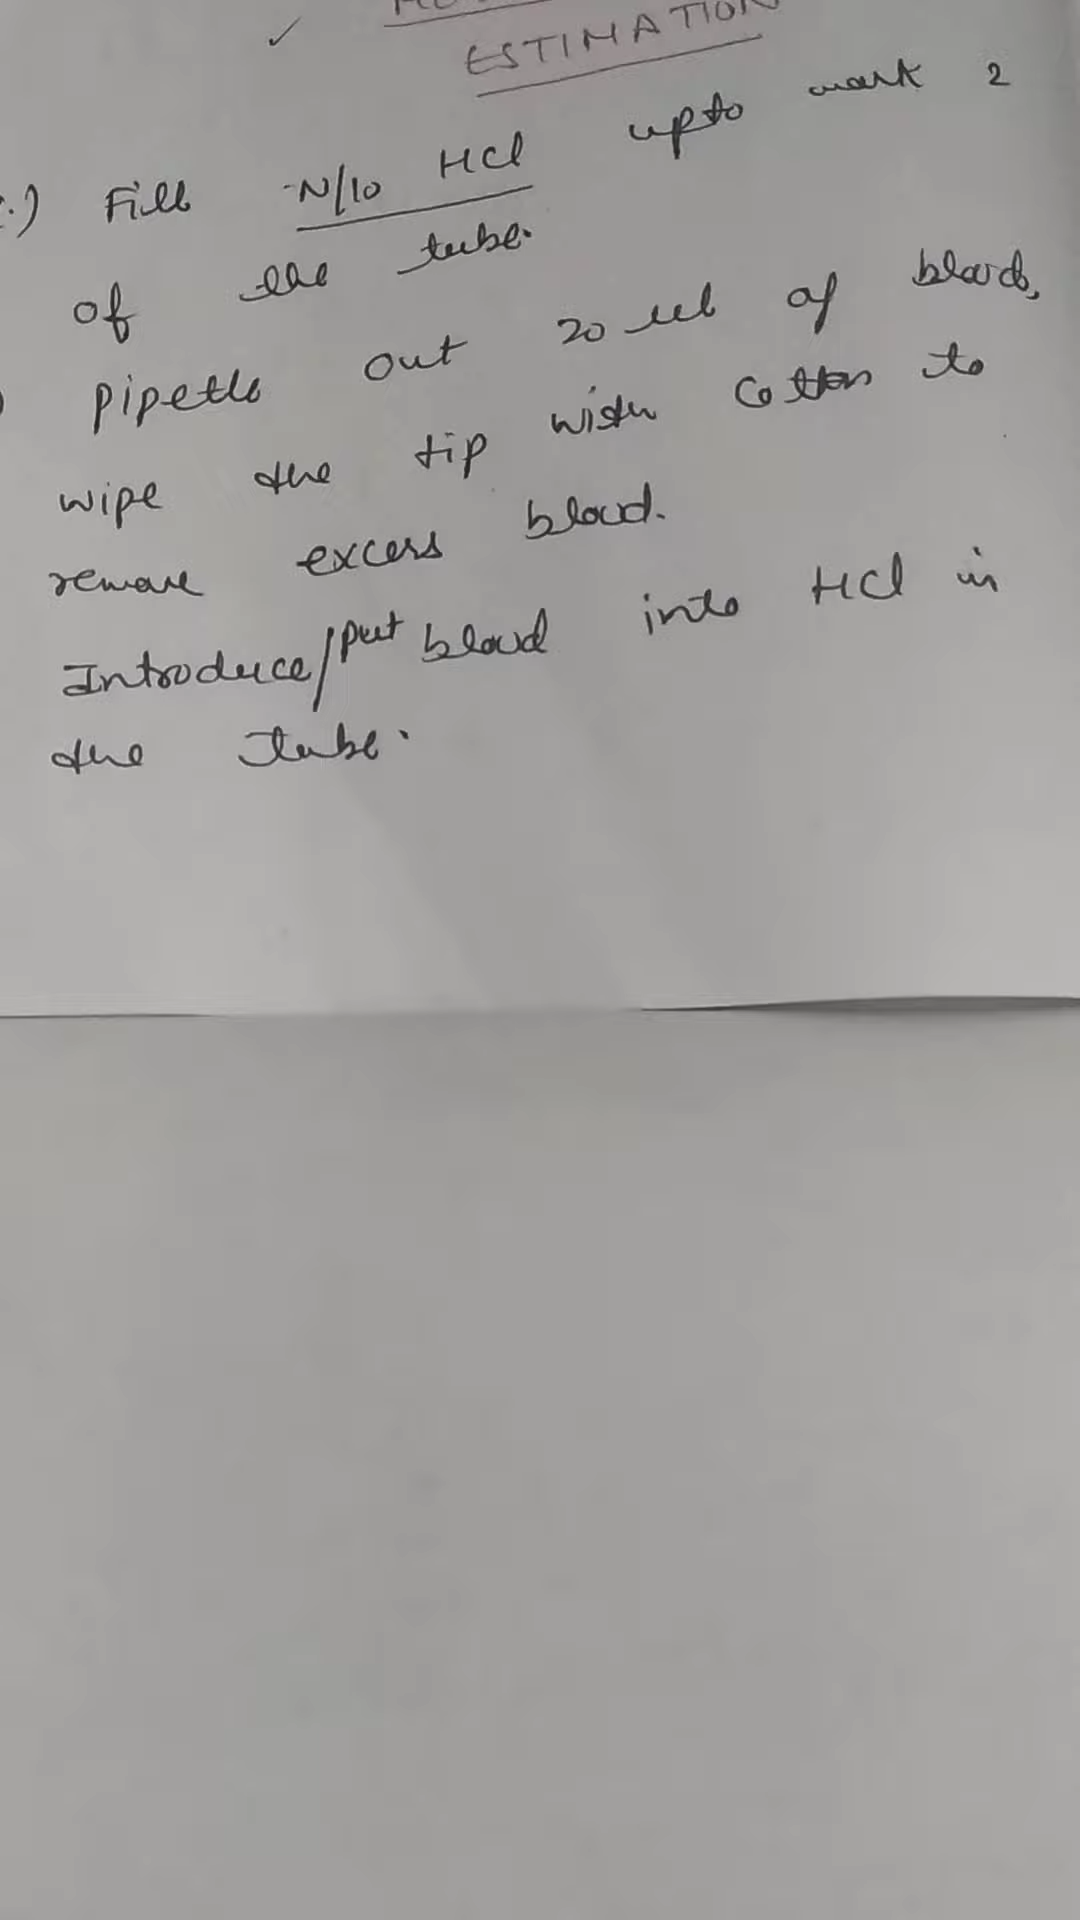 ESTIMATION
.) Fill N/10 HCl upto mark 2
of the tube.
pipette out 20 ul of blood,
wipe the tip with cotton to
remove excess blood.
Introduce/put blood into HCl in
the tube.